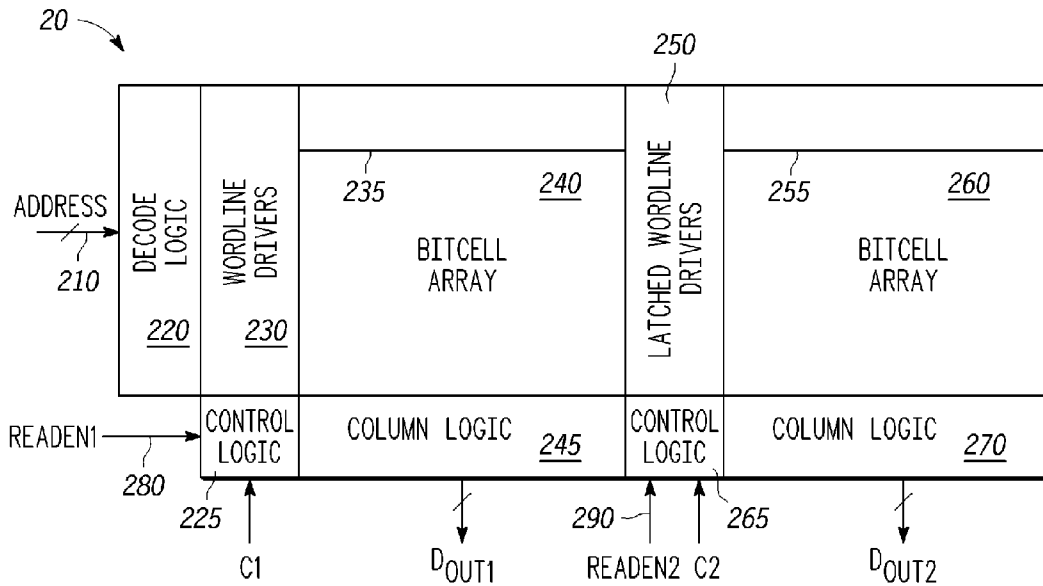 20
250
235
240
255
260
ADDRESS
210
DECODE
LOGIC
220
WORDLINE
DRIVERS
230
BITCELL
ARRAY
LATCHED WORDLINE
DRIVERS
BITCELL
ARRAY
READEN1
280
CONTROL
LOGIC
225
COLUMN LOGIC
245
CONTROL
LOGIC
265
COLUMN LOGIC
270
290
C1
DOUT1
READEN2
C2
DOUT2